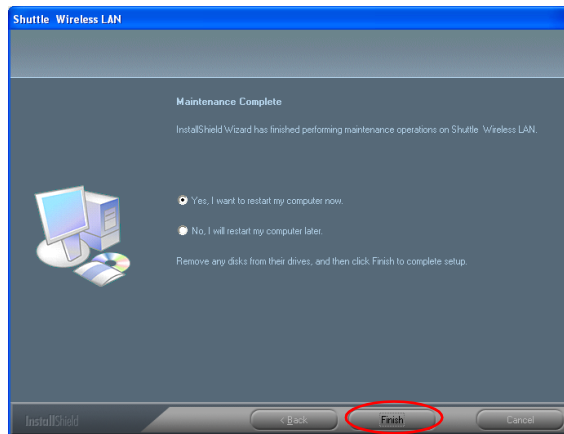 Shuttle Wireless LAN
Maintenance Complete
InstallShield Wizard has finished performing maintenance operations on Shuttle Wireless LAN.
Yes, I want to restart my computer now.
No, I will restart my computer later.
Remove any disks from their drives, and then click Finish to complete setup.
InstallShield
< Back
Finish
Cancel